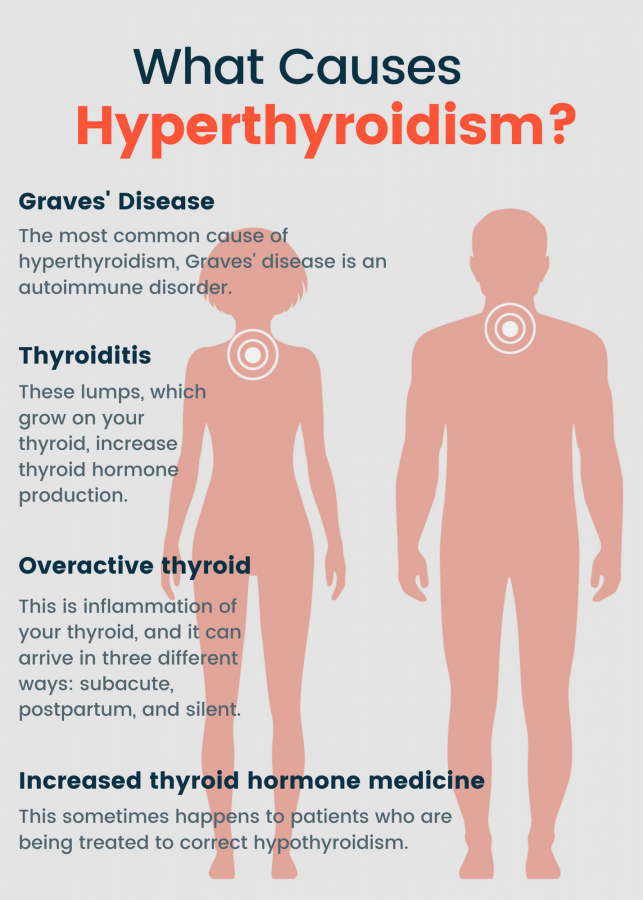 What Causes
Hyperthyroidism?
Graves' Disease
The most common cause of
hyperthyroidism, Graves' disease is an
autoimmune disorder.
Thyroiditis
These lumps, which
grow on your
thyroid, increase
thyroid hormone
production.
Overactive thyroid
This is inflammation of
your thyroid, and it can
arrive in three different
ways: subacute,
postpartum, and silent.
Increased thyroid hormone medicine
This sometimes happens to patients who are
being treated to correct hypothyroidism.